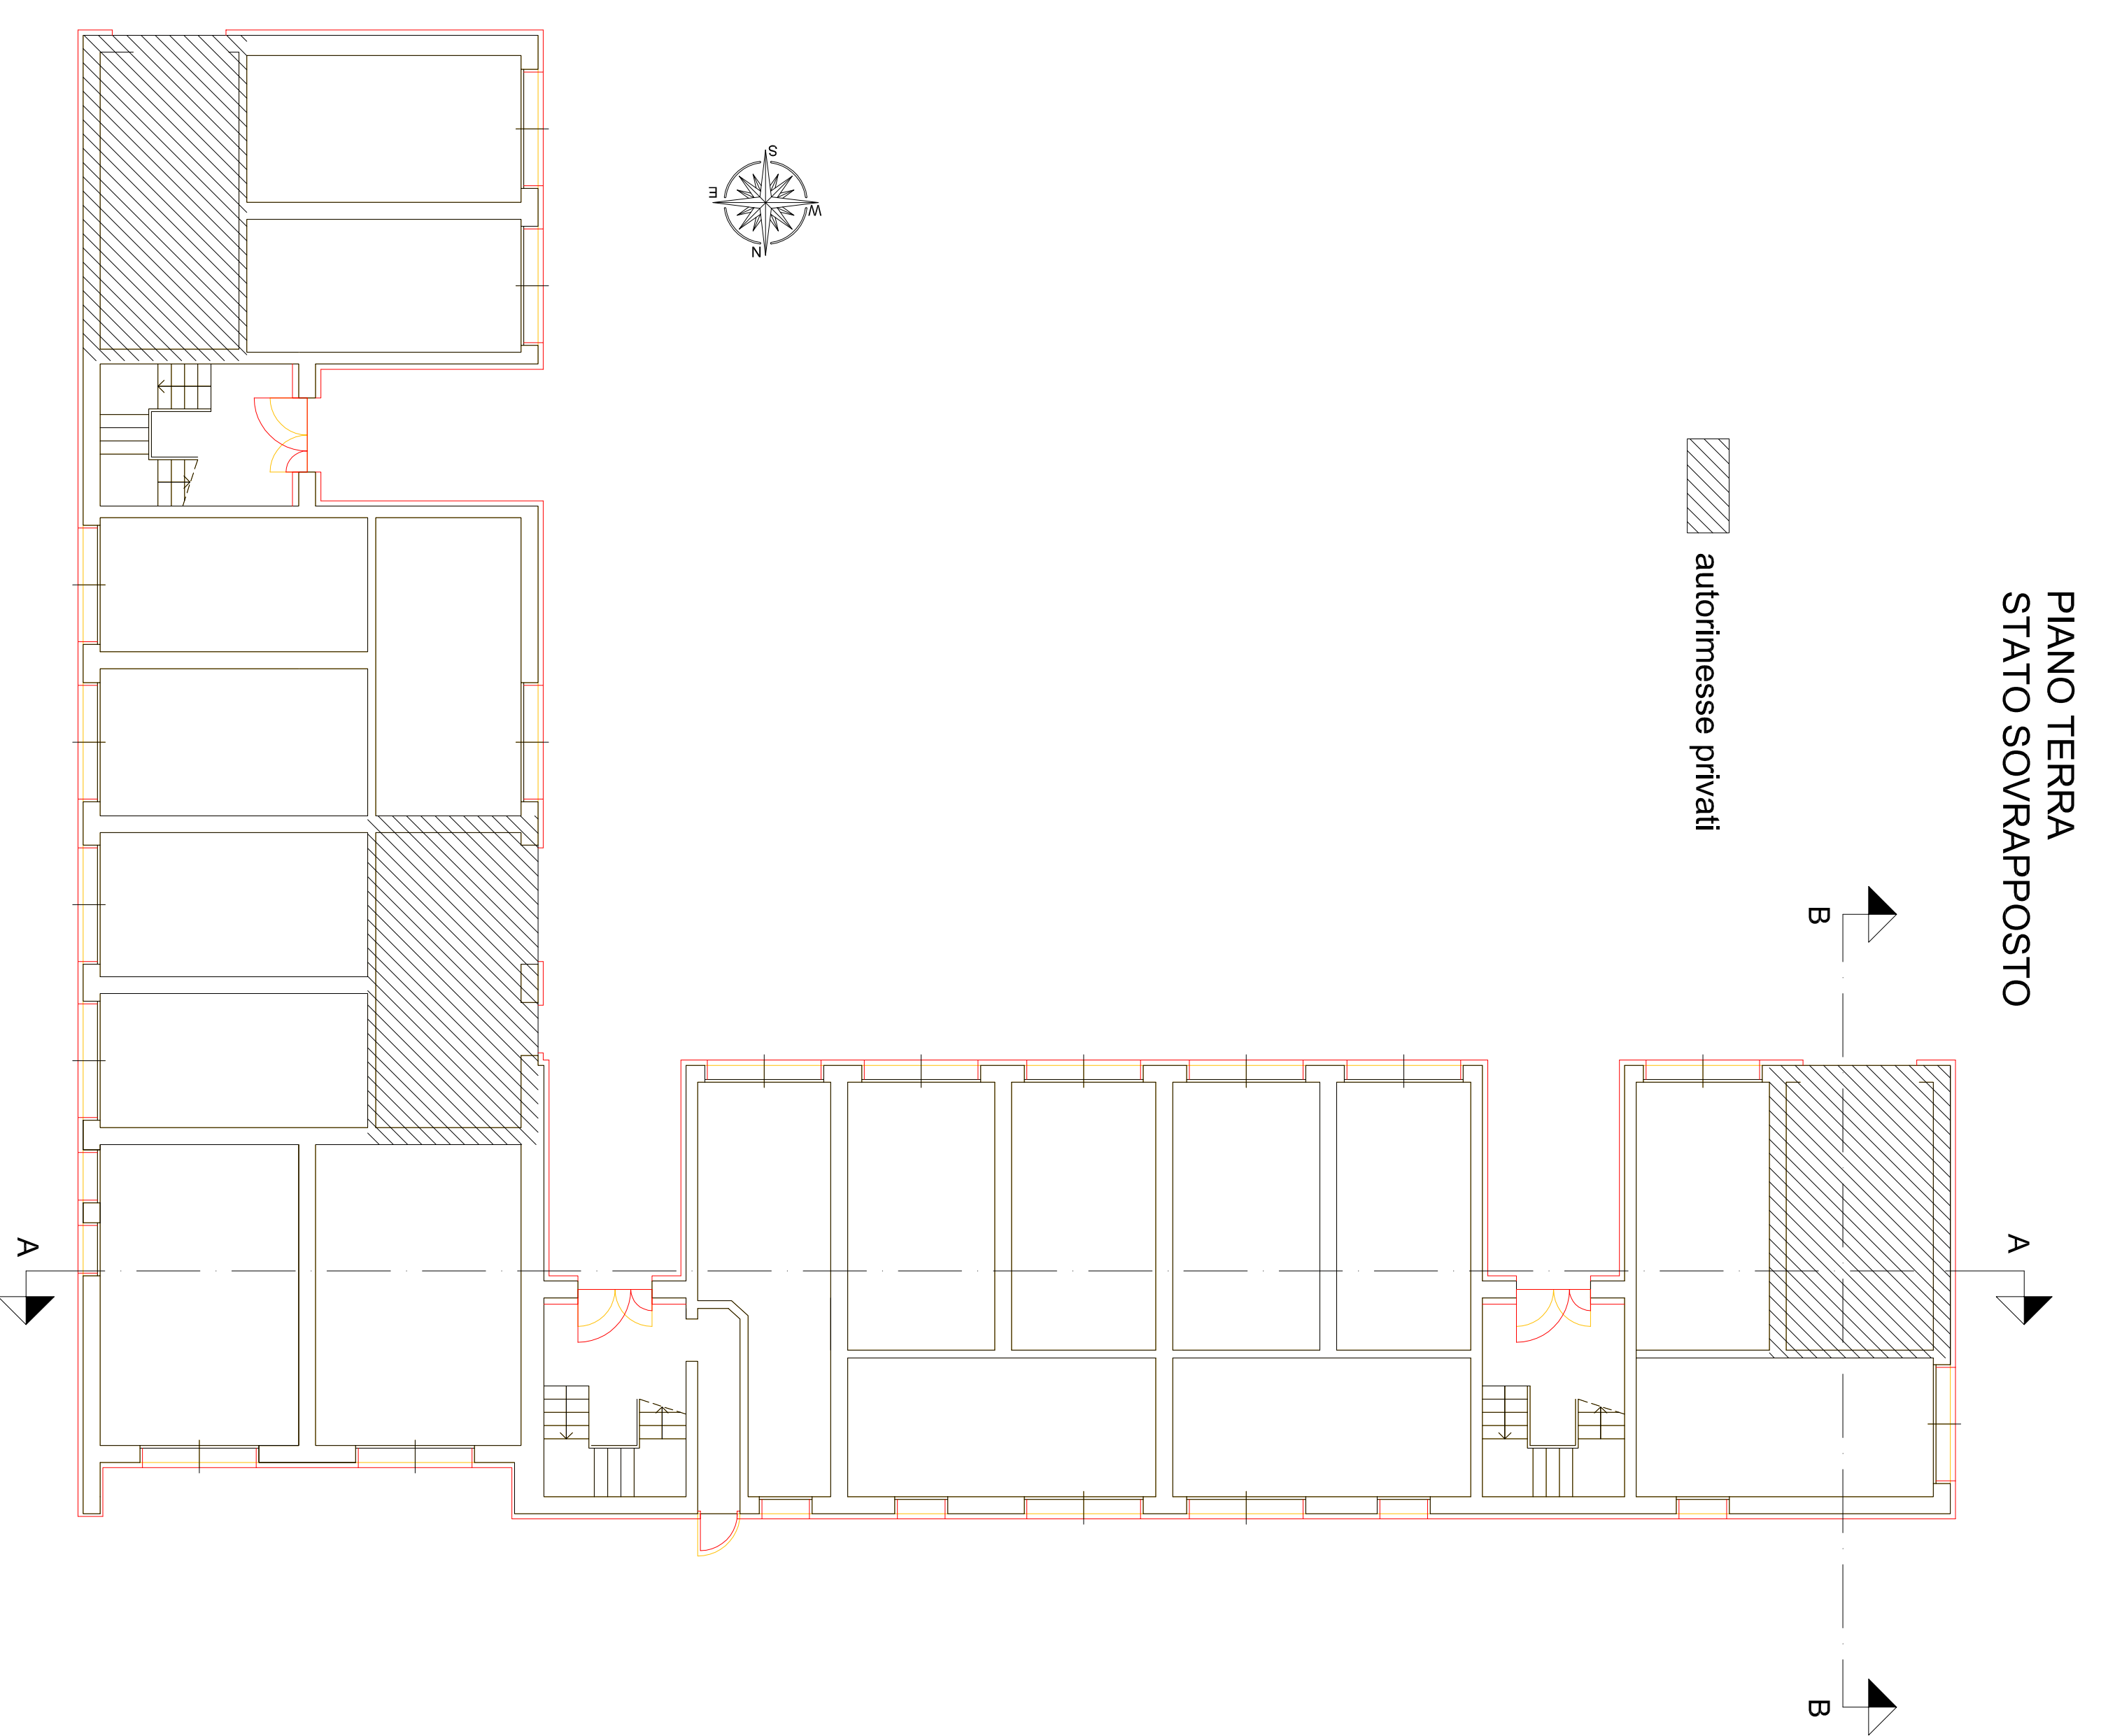 PIANO TERRA
STATO SOVRAPPOSTO
autorimesse privati
S
W
E
N
B
B
A
A